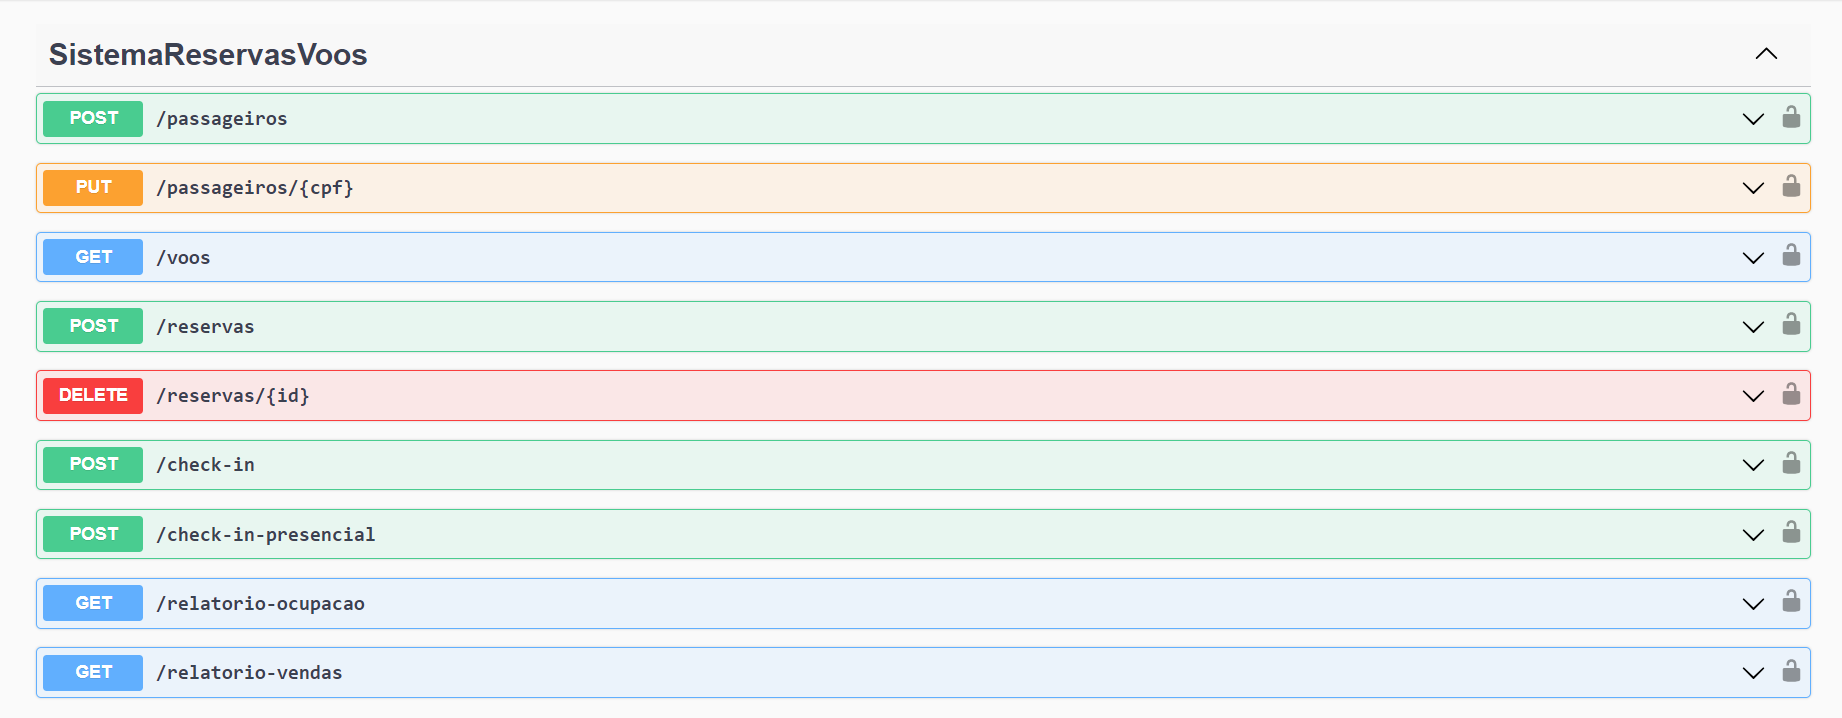 SistemaReservasVoos
POST /passageiros
PUT /passageiros/{cpf}
GET /voos
POST /reservas
DELETE /reservas/{id}
POST /check-in
POST /check-in-presencial
GET /relatorio-ocupacao
GET /relatorio-vendas